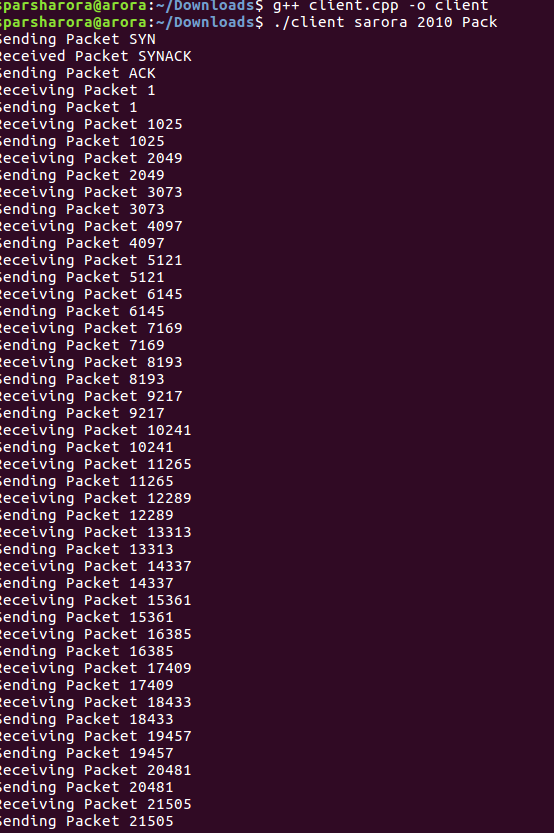 sparsharora@arora:~/Downloads$ g++ client.cpp -o client
sparsharora@arora:~/Downloads$ ./client sarora 2010 Pack
Sending Packet SYN
Received Packet SYNACK
Sending Packet ACK
Receiving Packet 1
Sending Packet 1
Receiving Packet 1025
Sending Packet 1025
Receiving Packet 2049
Sending Packet 2049
Receiving Packet 3073
Sending Packet 3073
Receiving Packet 4097
Sending Packet 4097
Receiving Packet 5121
Sending Packet 5121
Receiving Packet 6145
Sending Packet 6145
Receiving Packet 7169
Sending Packet 7169
Receiving Packet 8193
Sending Packet 8193
Receiving Packet 9217
Sending Packet 9217
Receiving Packet 10241
Sending Packet 10241
Receiving Packet 11265
Sending Packet 11265
Receiving Packet 12289
Sending Packet 12289
Receiving Packet 13313
Sending Packet 13313
Receiving Packet 14337
Sending Packet 14337
Receiving Packet 15361
Sending Packet 15361
Receiving Packet 16385
Sending Packet 16385
Receiving Packet 17409
Sending Packet 17409
Receiving Packet 18433
Sending Packet 18433
Receiving Packet 19457
Sending Packet 19457
Receiving Packet 20481
Sending Packet 20481
Receiving Packet 21505
Sending Packet 21505